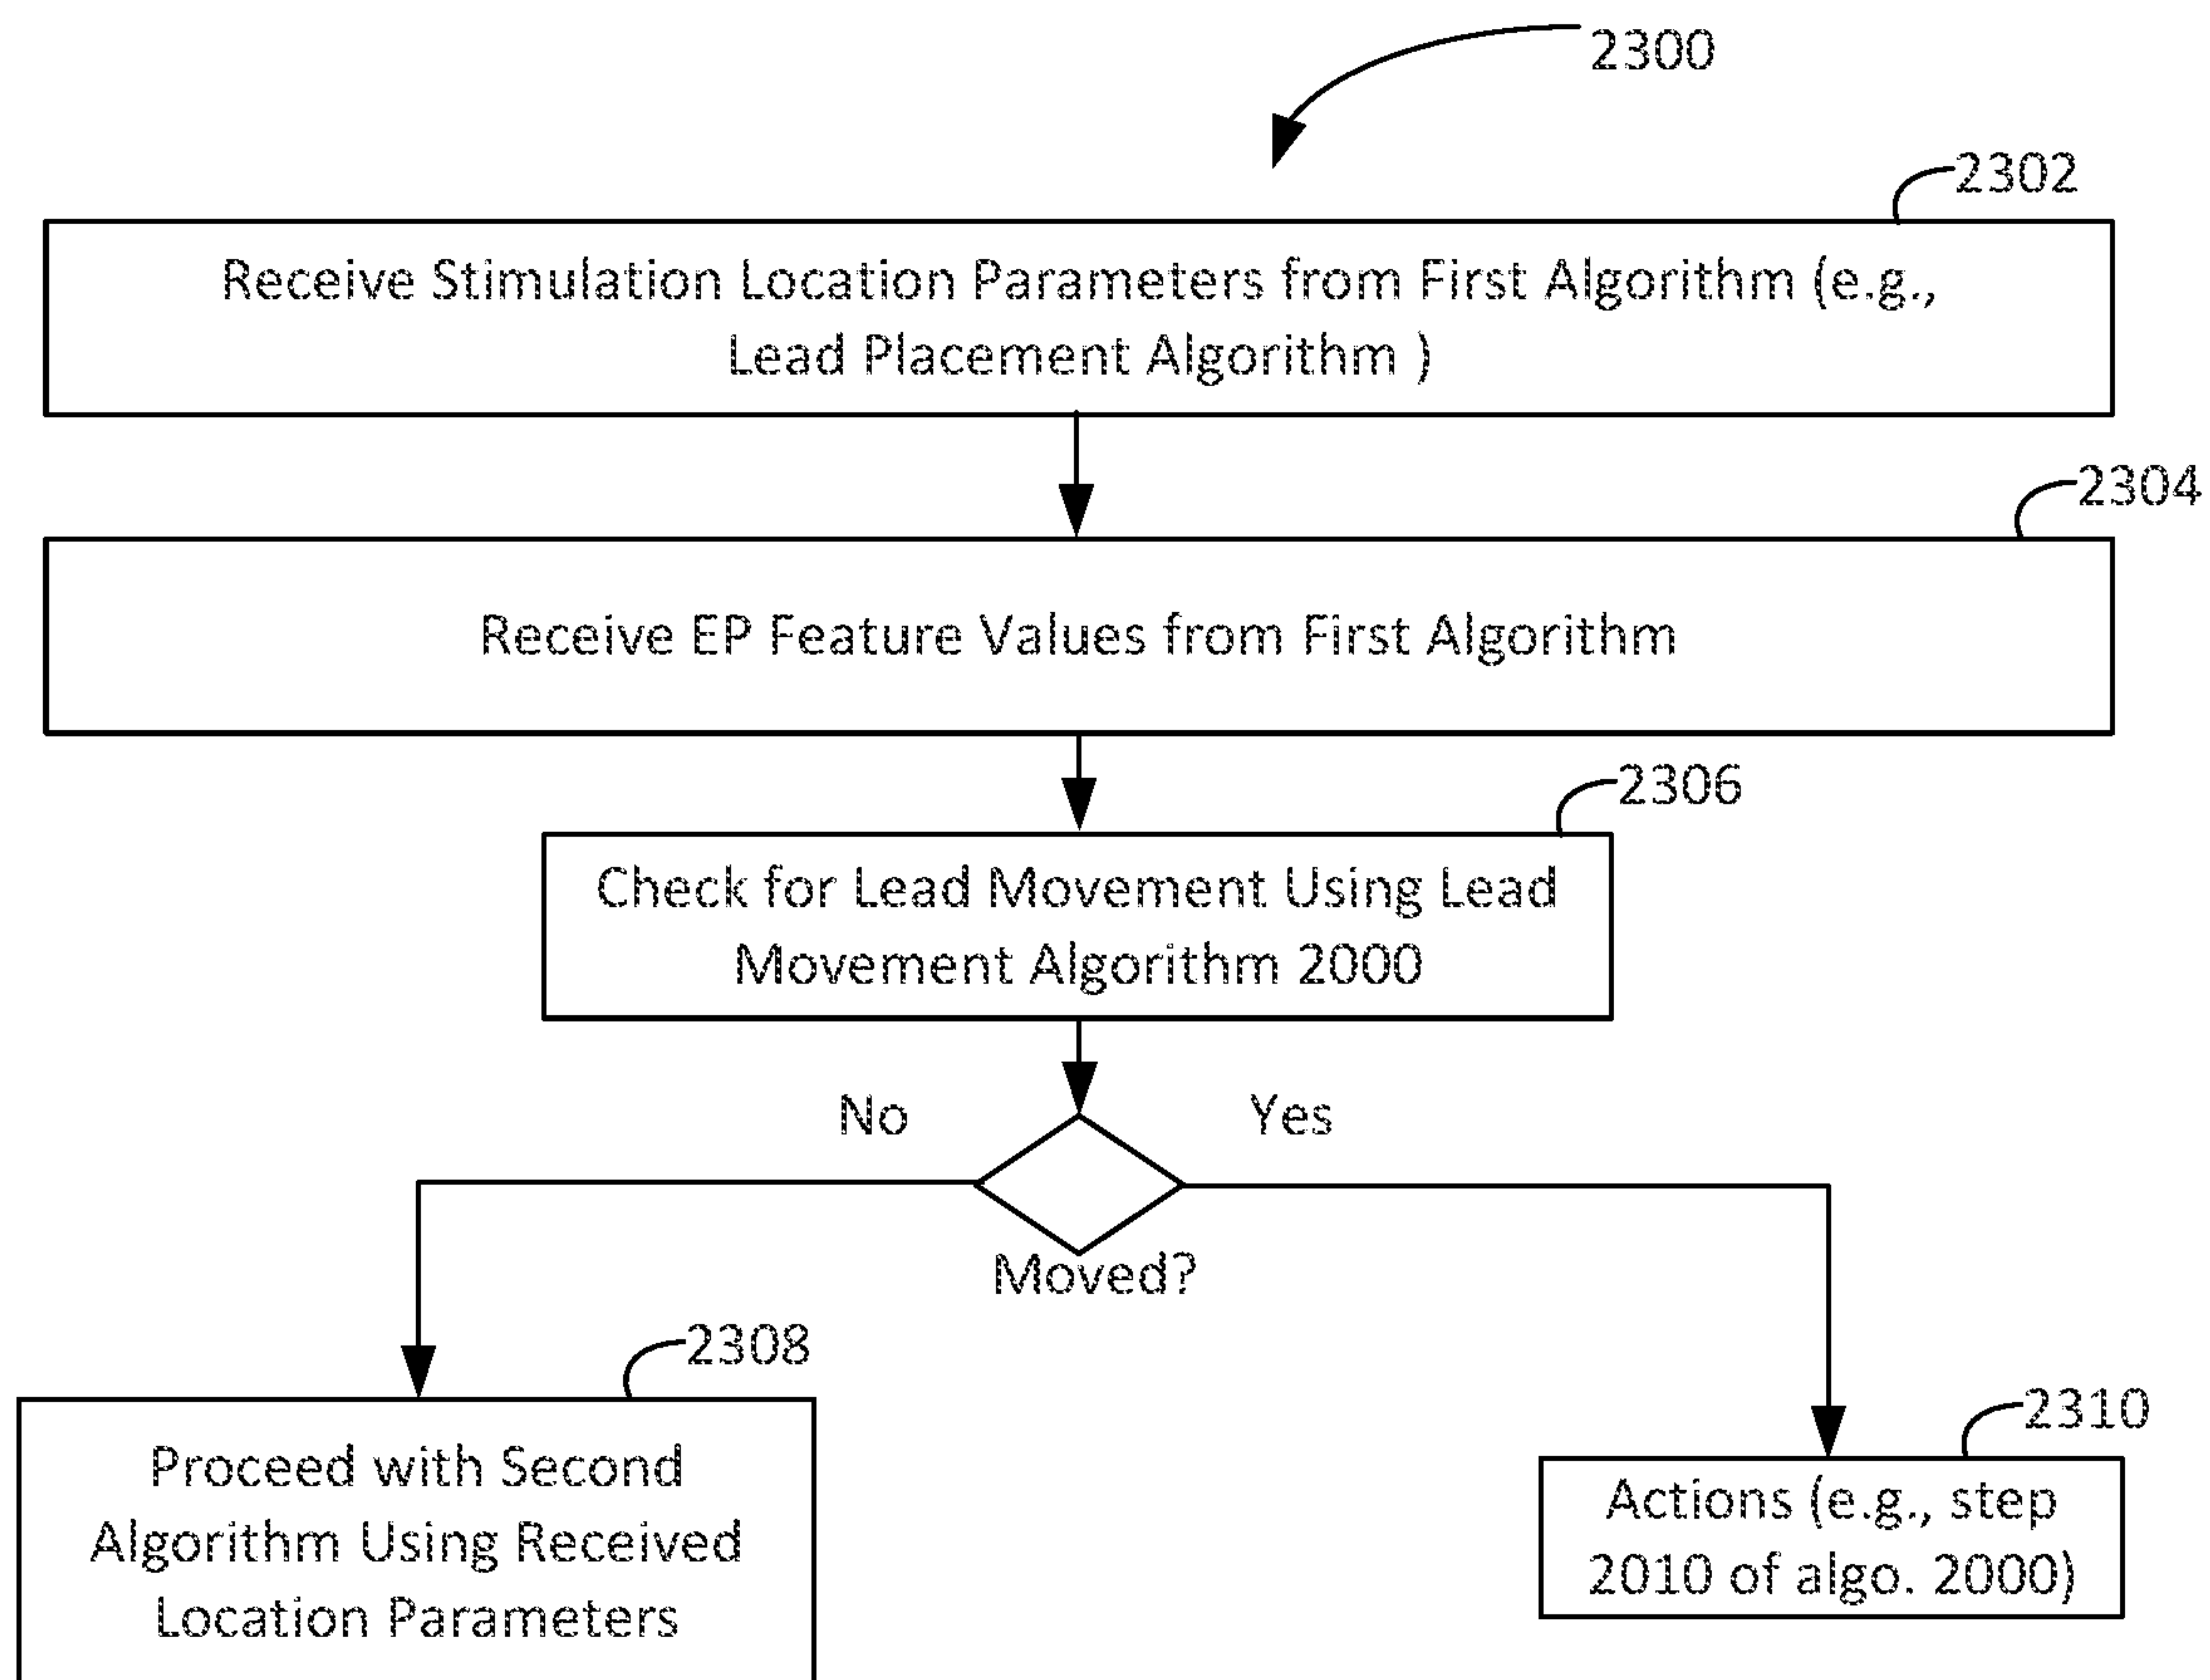 2300
2302
Receive Stimulation Location Parameters from First Algorithm (e.g.,
Lead Placement Algorithm )
2304
Receive EP Feature Values from First Algorithm
2306
Check for Lead Movement Using Lead
Movement Algorithm 2000
No
Yes
Moved?
2308
Proceed with Second
Algorithm Using Received
Location Parameters
2310
Actions (e.g., step
2010 of algo. 2000)